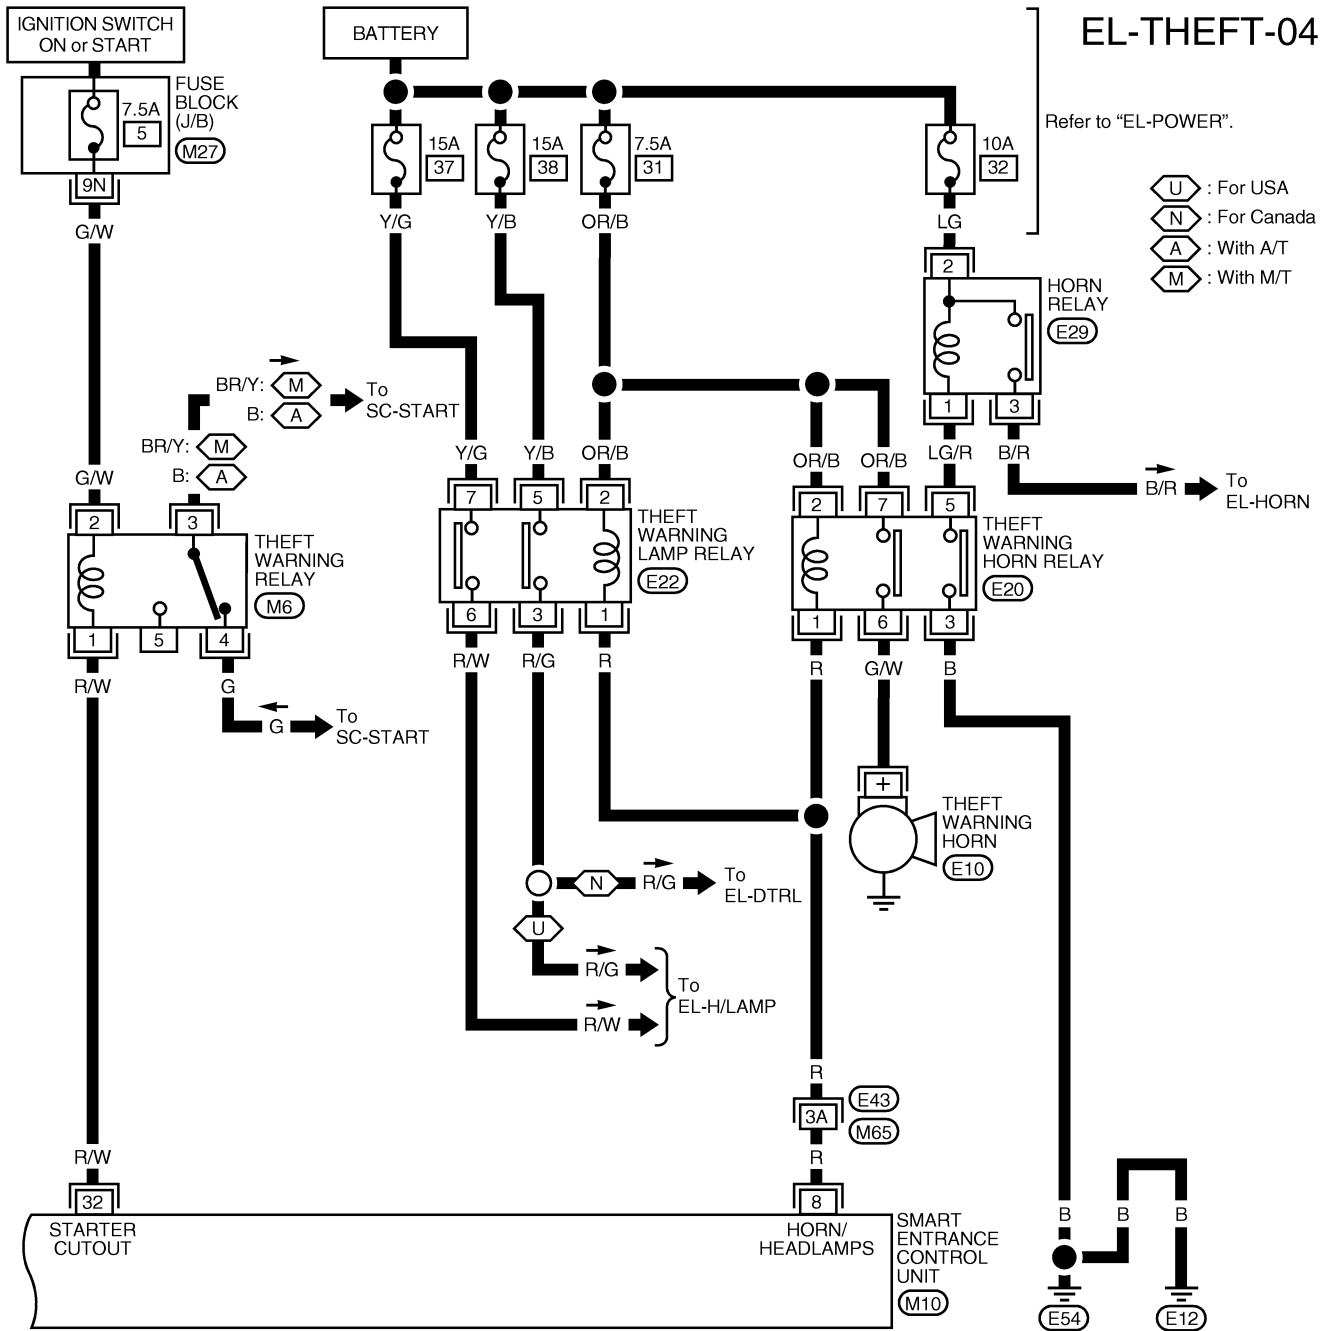 IGNITION SWITCH
ON or START
BATTERY
EL-THEFT-04
FUSE
BLOCK
(J/B)
M27
7.5A
5
9N
G/W
15A
37
15A
38
7.5A
31
10A
32
Refer to “EL-POWER”.
U : For USA
N : For Canada
A : With A/T
M : With M/T
Y/G
Y/B
OR/B
LG
2
HORN
RELAY
E29
1
3
BR/Y: M
B: A
To
SC-START
BR/Y: M
B: A
G/W
Y/G
Y/B
OR/B
OR/B
OR/B
LG/R
B/R
B/R
To
EL-HORN
2
3
THEFT
WARNING
RELAY
M6
1
5
4
7
5
2
THEFT
WARNING
LAMP RELAY
E22
6
3
1
2
7
5
THEFT
WARNING
HORN RELAY
E20
1
6
3
R/W
G
G
To
SC-START
R/W
R/G
R
R
G/W
B
+
THEFT
WARNING
HORN
E10
N
R/G
To
EL-DTRL
U
R/G
R/W
To
EL-H/LAMP
R
3A
E43
M65
R
R/W
32
STARTER
CUTOUT
8
HORN/
HEADLAMPS
SMART
ENTRANCE
CONTROL
UNIT
M10
B
B
B
E54
E12